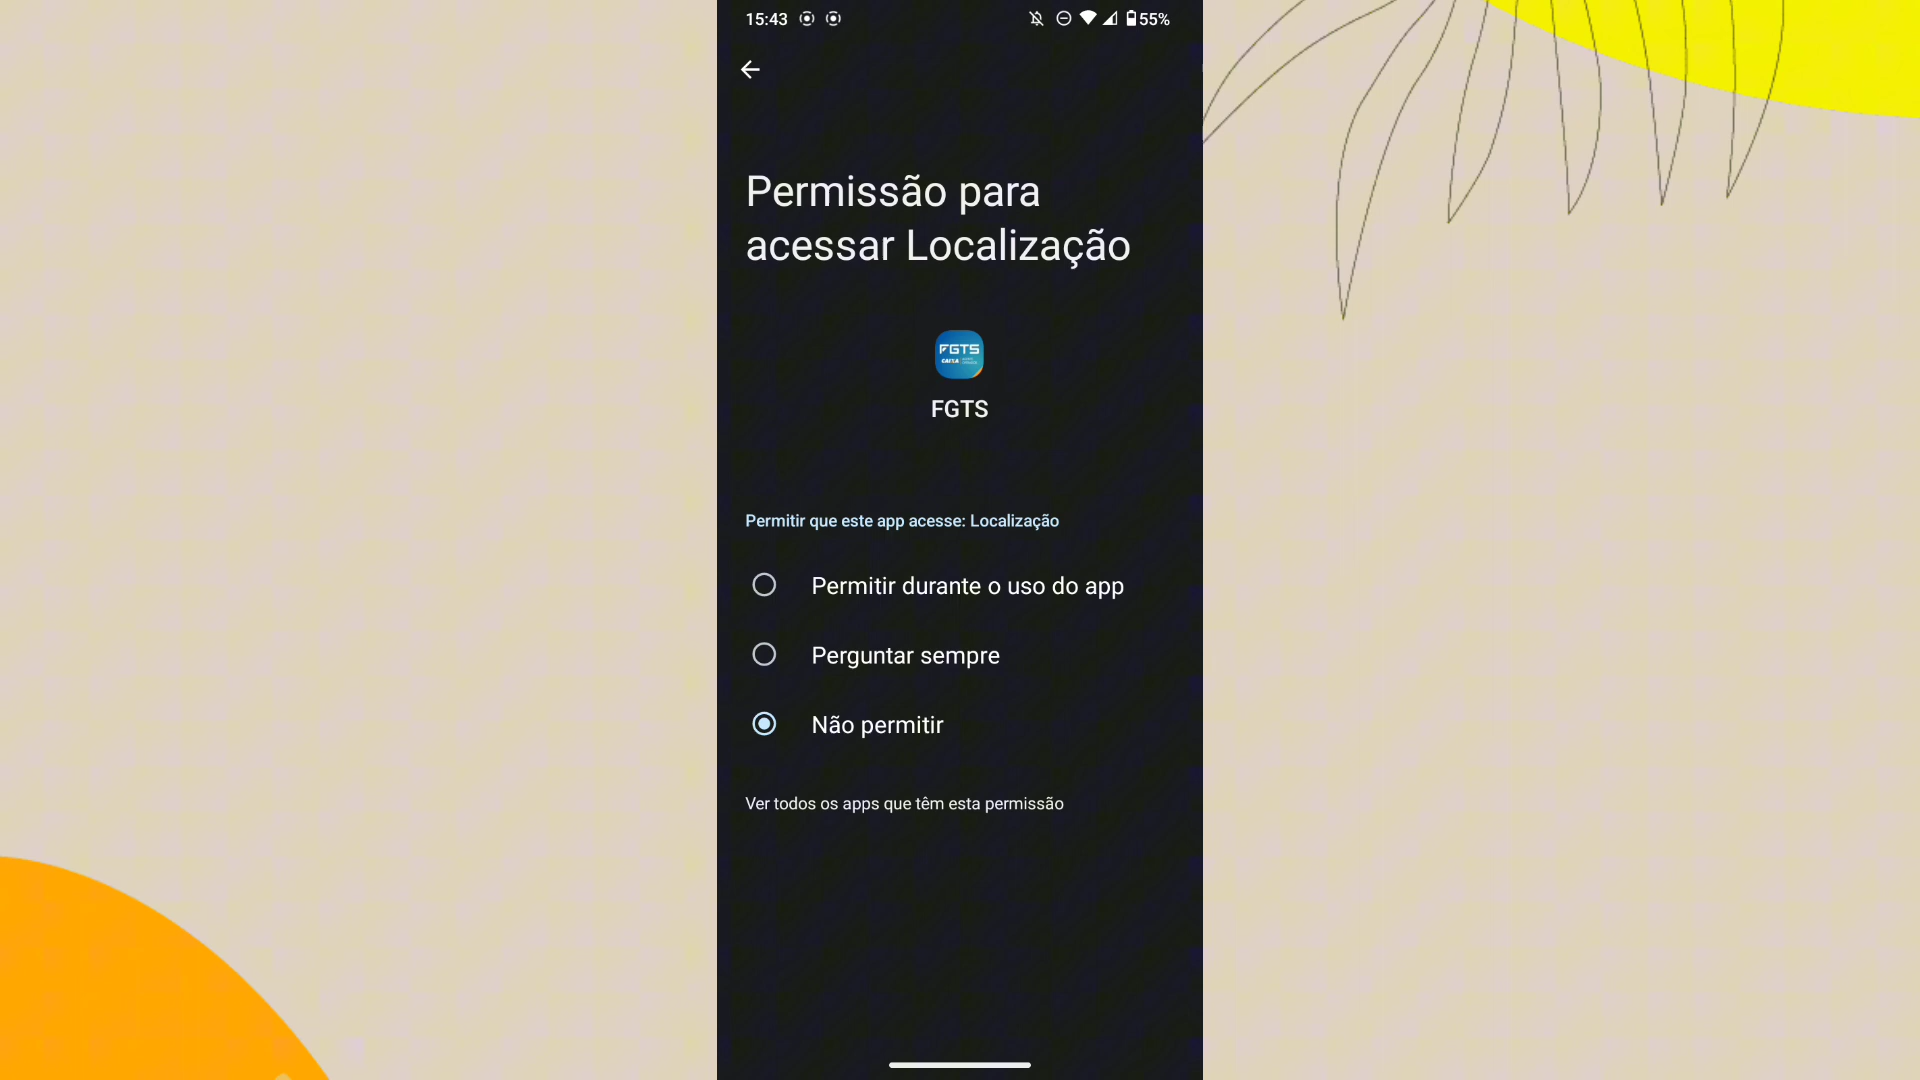 15:43
55%
Permissão para
acessar Localização
FGTS
CAIXA
FGTS
Permitir que este app acesse: Localização
Permitir durante o uso do app
Perguntar sempre
Não permitir
Ver todos os apps que têm esta permissão